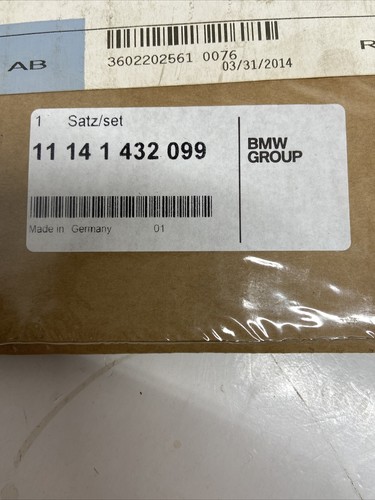 AB
3602202561 0076
03/31/2014
R
1 Satz/set
11 14 1 432 099
BMW
GROUP
Made in Germany 01